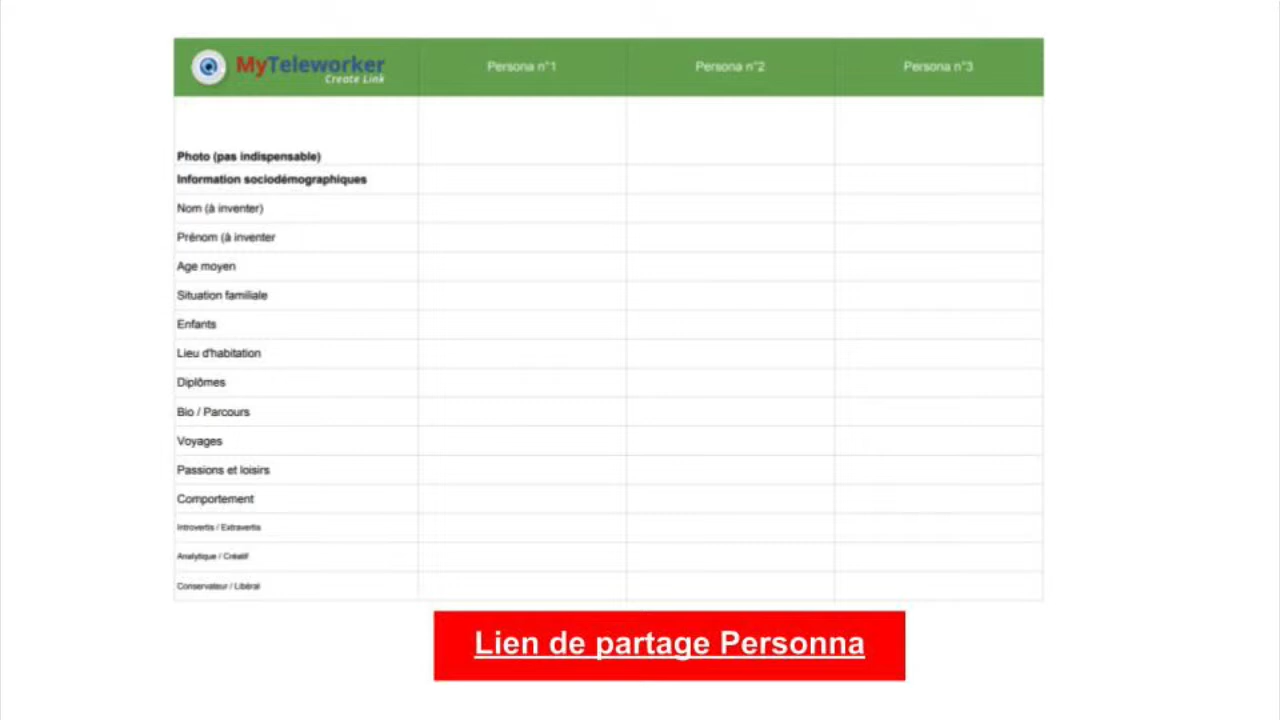 MyTeleworker
Create Link
Persona n°1
Persona n°2
Persona n°3
Photo (pas indispensable)
Information sociodémographiques
Nom (à inventer)
Prénom (à inventer
Age moyen
Situation familiale
Enfants
Lieu d'habitation
Diplômes
Bio / Parcours
Voyages
Passions et loisirs
Comportement
Introvertis / Extravertis
Analytique / Créatif
Conservateur / Libéral
Lien de partage Personna